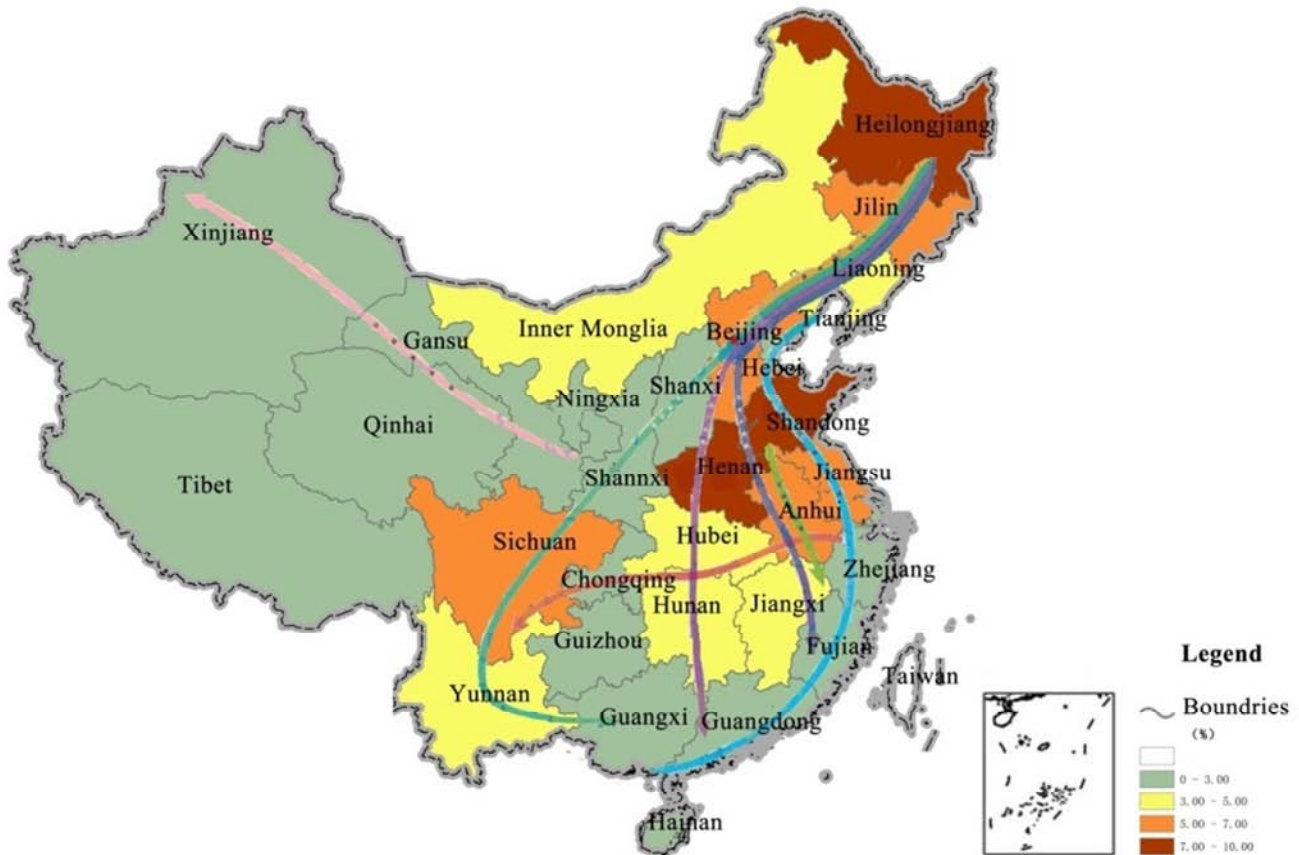 Heilongjiang
Jilin
Liaoning
Xinjiang
Gansu
Inner Monglia
Beijing
Tianjing
Hebei
Ningxia
Shanxi
Qinhai
Shandong
Tibet
Shannxi
Henan
Jiangsu
Anhui
Sichuan
Hubei
Zhejiang
Chongqing
Hunan
Jiangxi
Guizhou
Fujian
Taiwan
Yunnan
Guangxi
Guangdong
Hainan
Legend
Boundries
(%)
0 - 3.00
3.00 - 5.00
5.00 - 7.00
7.00 - 10.00